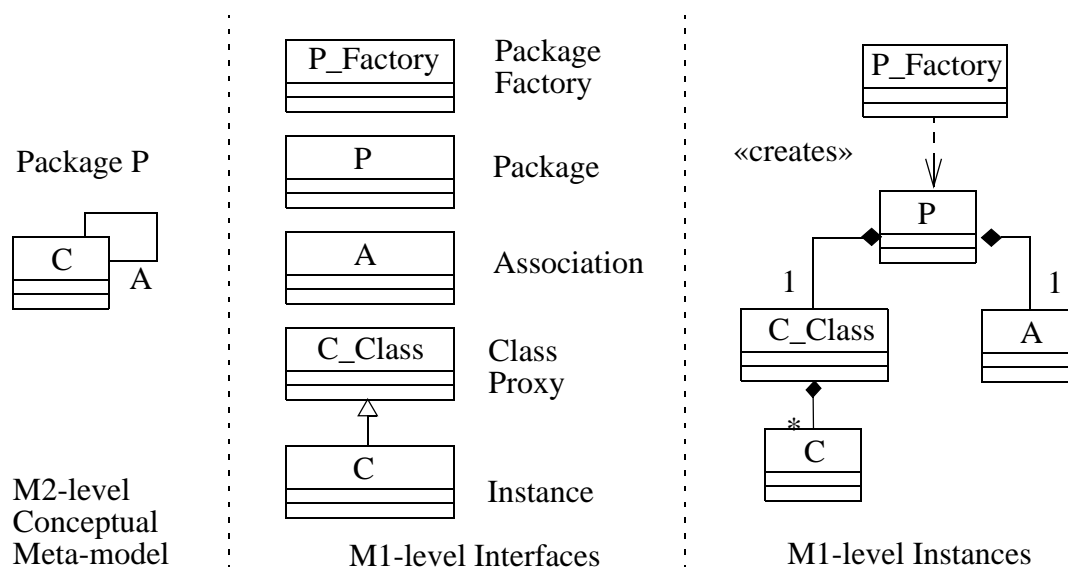 Package P
C
A
M2-level
Conceptual
Meta-model
P_Factory
Package
Factory
P
Package
A
Association
C_Class
Class
Proxy
C
Instance
M1-level Interfaces
P_Factory
«creates»
P
1
1
C_Class
A
*
C
M1-level Instances